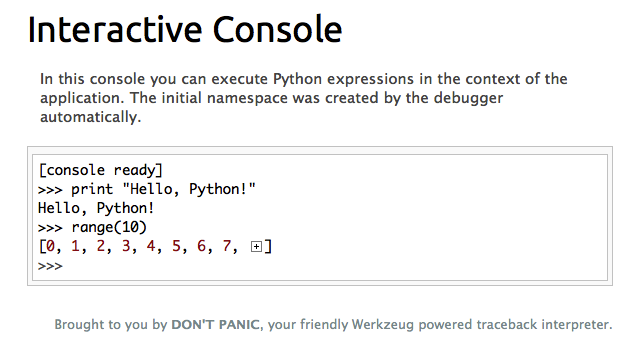 Interactive Console
In this console you can execute Python expressions in the context of the
application. The initial namespace was created by the debugger
automatically.
[console ready]
>>> print "Hello, Python!"
Hello, Python!
>>> range(10)
[0, 1, 2, 3, 4, 5, 6, 7, +]
>>>
Brought to you by DON'T PANIC, your friendly Werkzeug powered traceback interpreter.